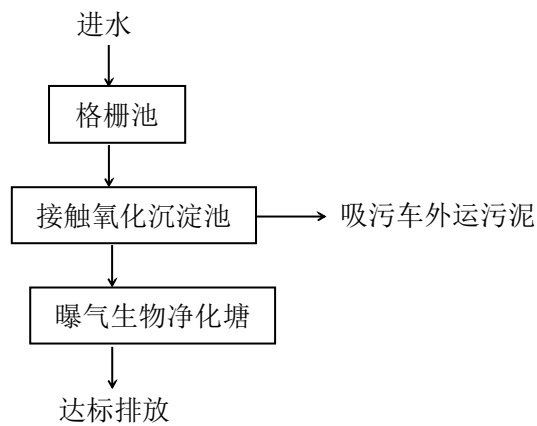 进水
格栅池
接触氧化沉淀池
吸污车外运污泥
曝气生物净化塘
达标排放